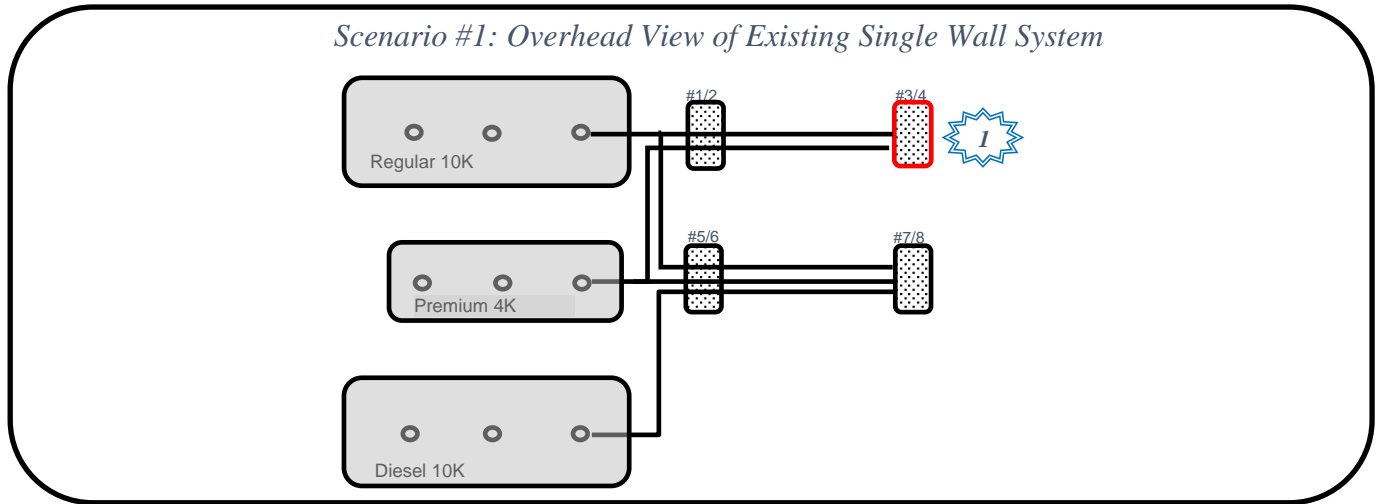 Scenario #1: Overhead View of Existing Single Wall System
#1/2
#3/4
1
Regular 10K
#5/6
#7/8
Premium 4K
Diesel 10K